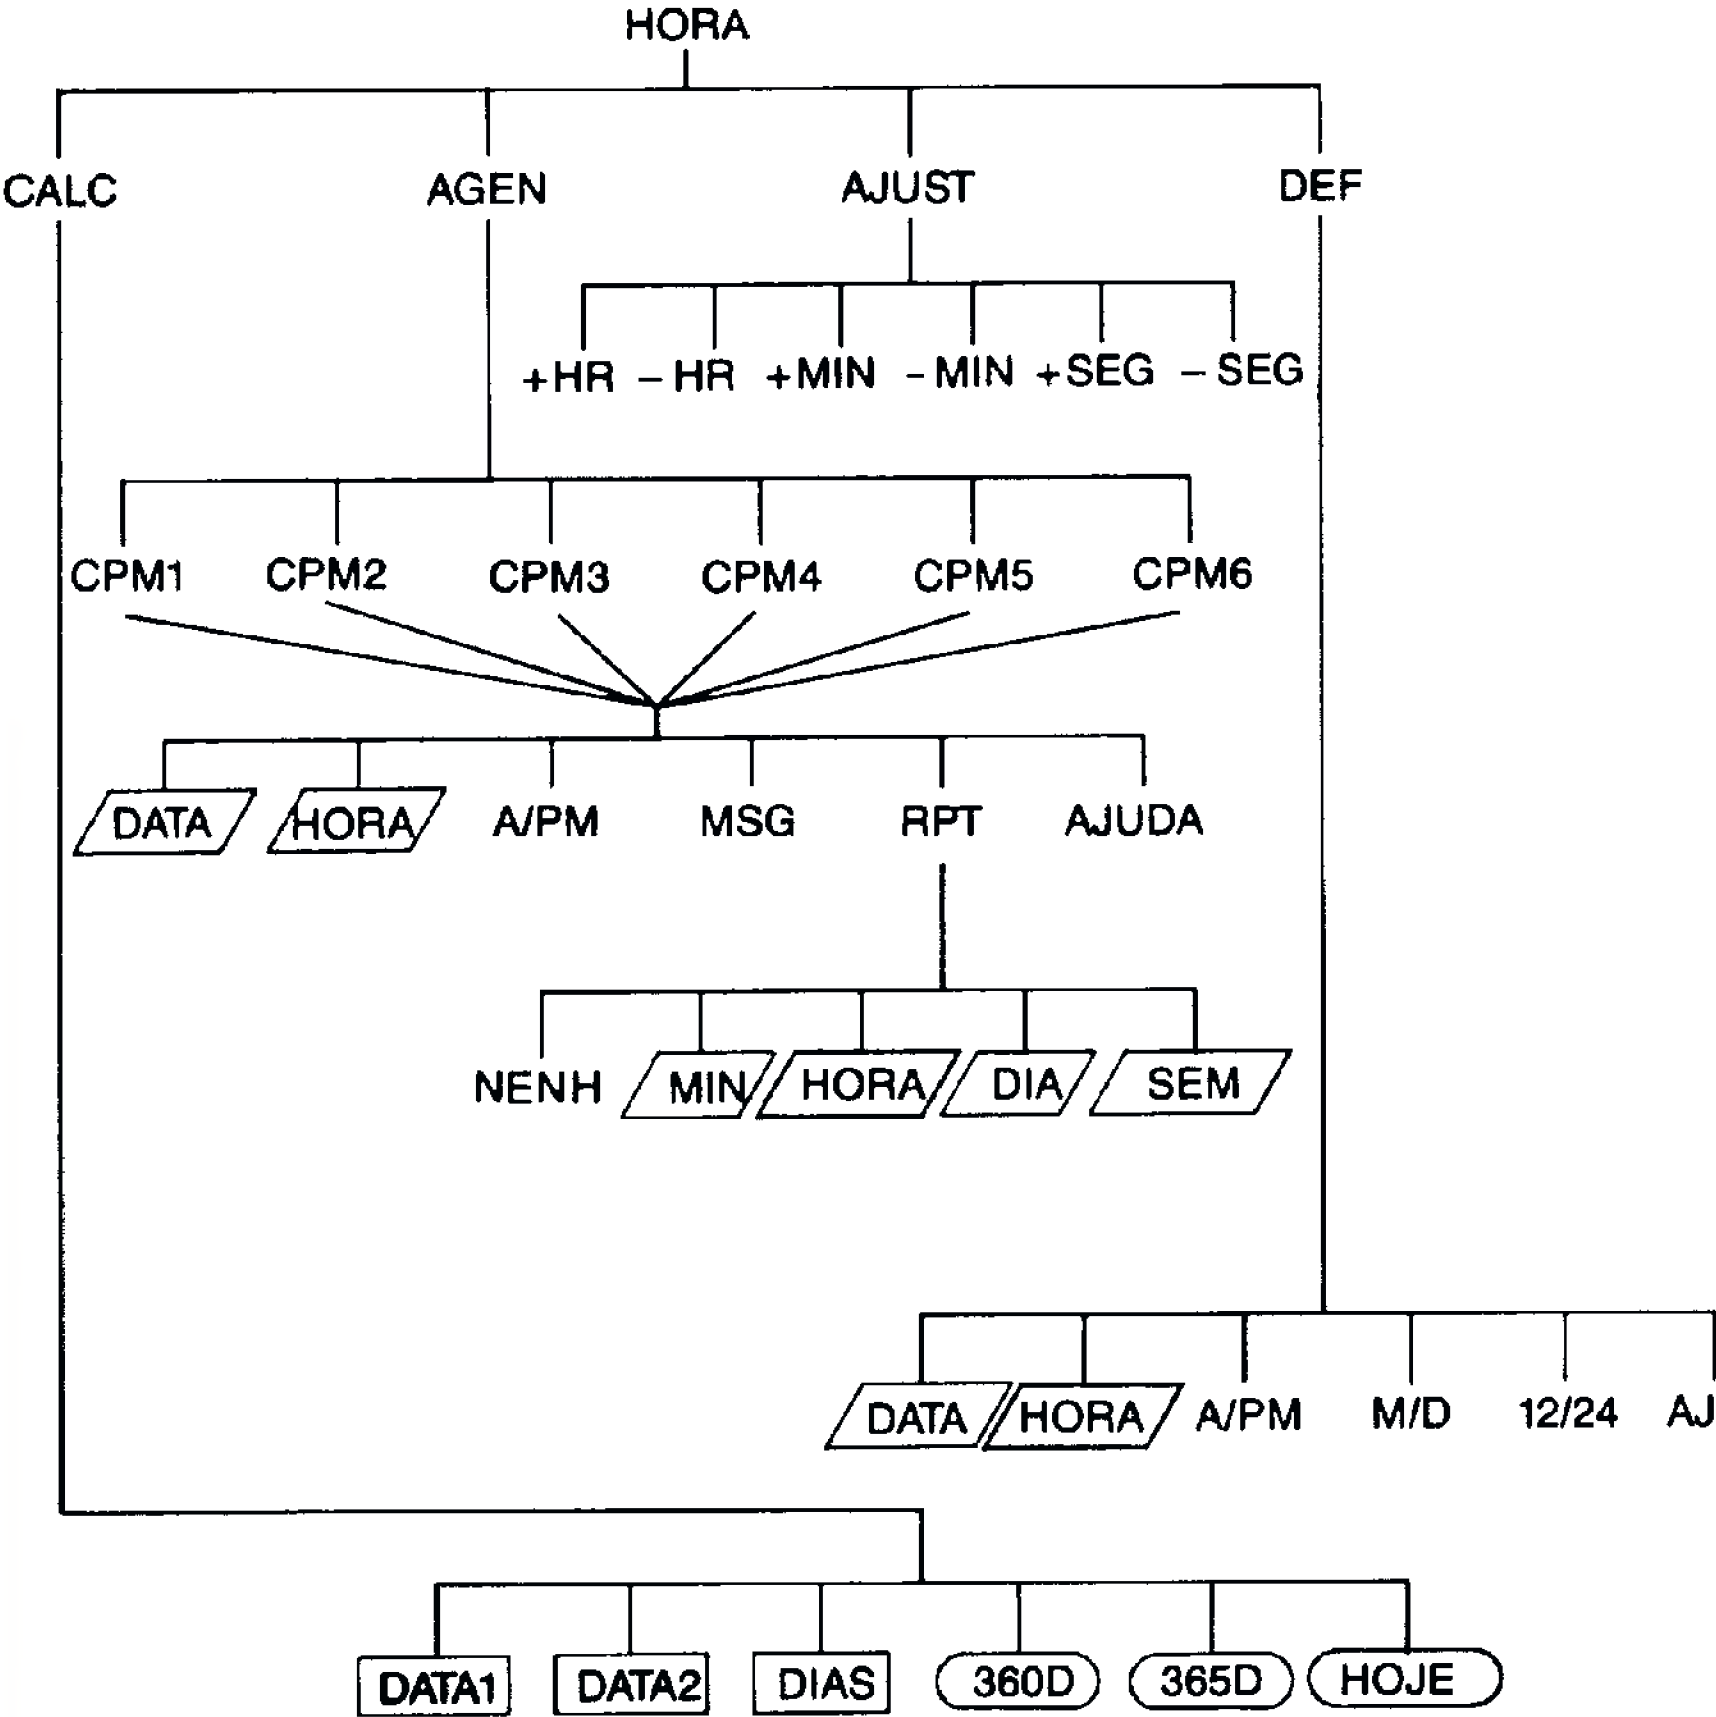 HORA
CALC AGEN AJUST DEF
+HR –HR +MIN –MIN +SEG –SEG
CPM1 CPM2 CPM3 CPM4 CPM5 CPM6
DATA HORA A/PM MSG RPT AJUDA
NENH MIN HORA DIA SEM
DATA HORA A/PM M/D 12/24 AJ
DATA1 DATA2 DIAS 360D 365D HOJE